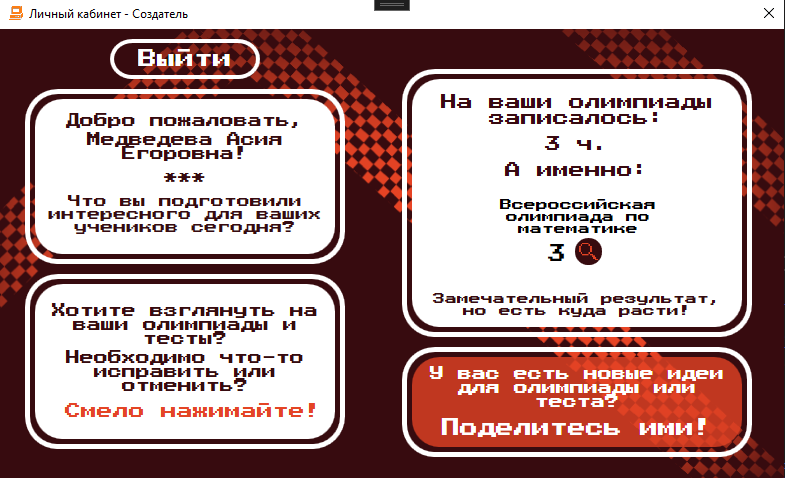 Личный кабинет - Создатель
Выйти
Добро пожаловать,
Медведева Асия
Егоровна!
***
Что вы подготовили
интересного для ваших
учеников сегодня?
Хотите взглянуть на
ваши олимпиады и
тесты?
Необходимо что-то
исправить или
отменить?
Смело нажимайте!
На ваши олимпиады
записалось:
3 ч.
А именно:
Всероссийская
олимпиада по
математике
3
Замечательный результат,
но есть куда расти!
У вас есть новые идеи
для олимпиады или
теста?
Поделитесь ими!